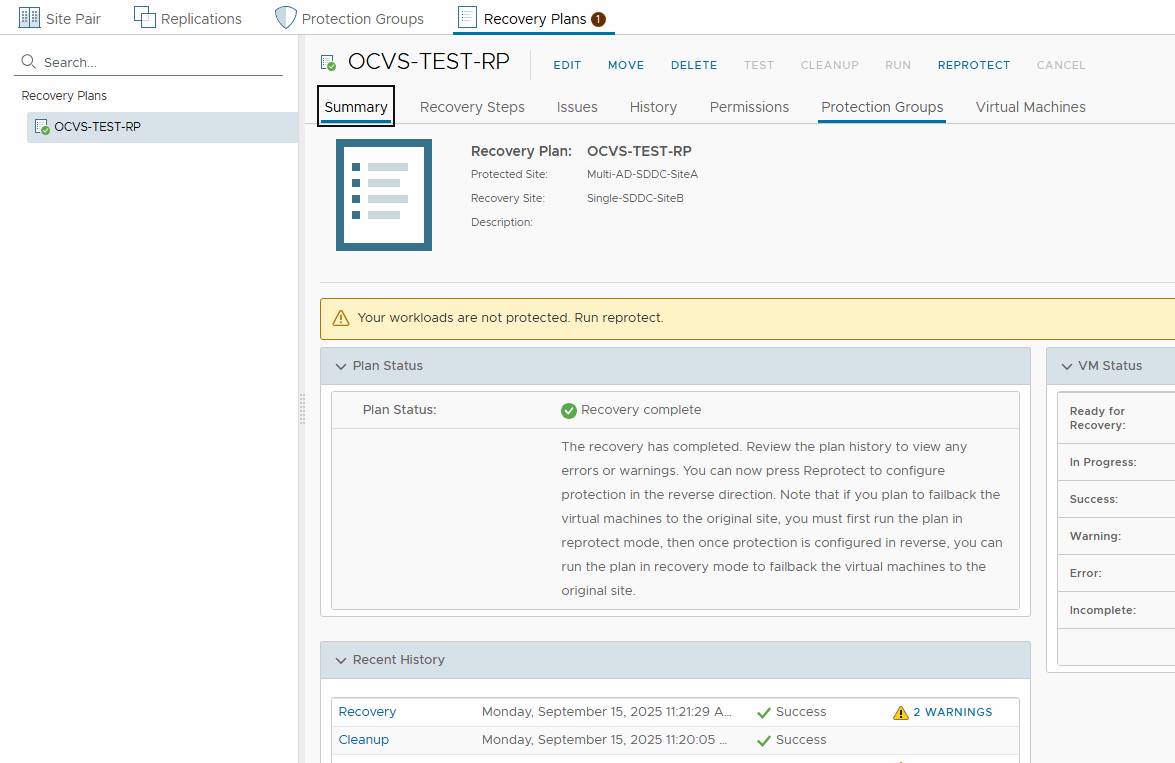 Site Pair
Replications
Protection Groups
Recovery Plans 1
Search...
Recovery Plans
OCVS-TEST-RP
OCVS-TEST-RP
EDIT MOVE DELETE TEST CLEANUP RUN REPROTECT CANCEL
Summary Recovery Steps Issues History Permissions Protection Groups Virtual Machines
Recovery Plan: OCVS-TEST-RP
Protected Site: Multi-AD-SDDC-SiteA
Recovery Site: Single-SDDC-SiteB
Description:
Your workloads are not protected. Run reprotect.
Plan Status
Plan Status: Recovery complete
The recovery has completed. Review the plan history to view any
errors or warnings. You can now press Reprotect to configure
protection in the reverse direction. Note that if you plan to failback the
virtual machines to the original site, you must first run the plan in
reprotect mode, then once protection is configured in reverse, you can
run the plan in recovery mode to failback the virtual machines to the
original site.
VM Status
Ready for
Recovery:
In Progress:
Success:
Warning:
Error:
Incomplete:
Recent History
Recovery Monday, September 15, 2025 11:21:29 A... Success 2 WARNINGS
Cleanup Monday, September 15, 2025 11:20:05 ... Success